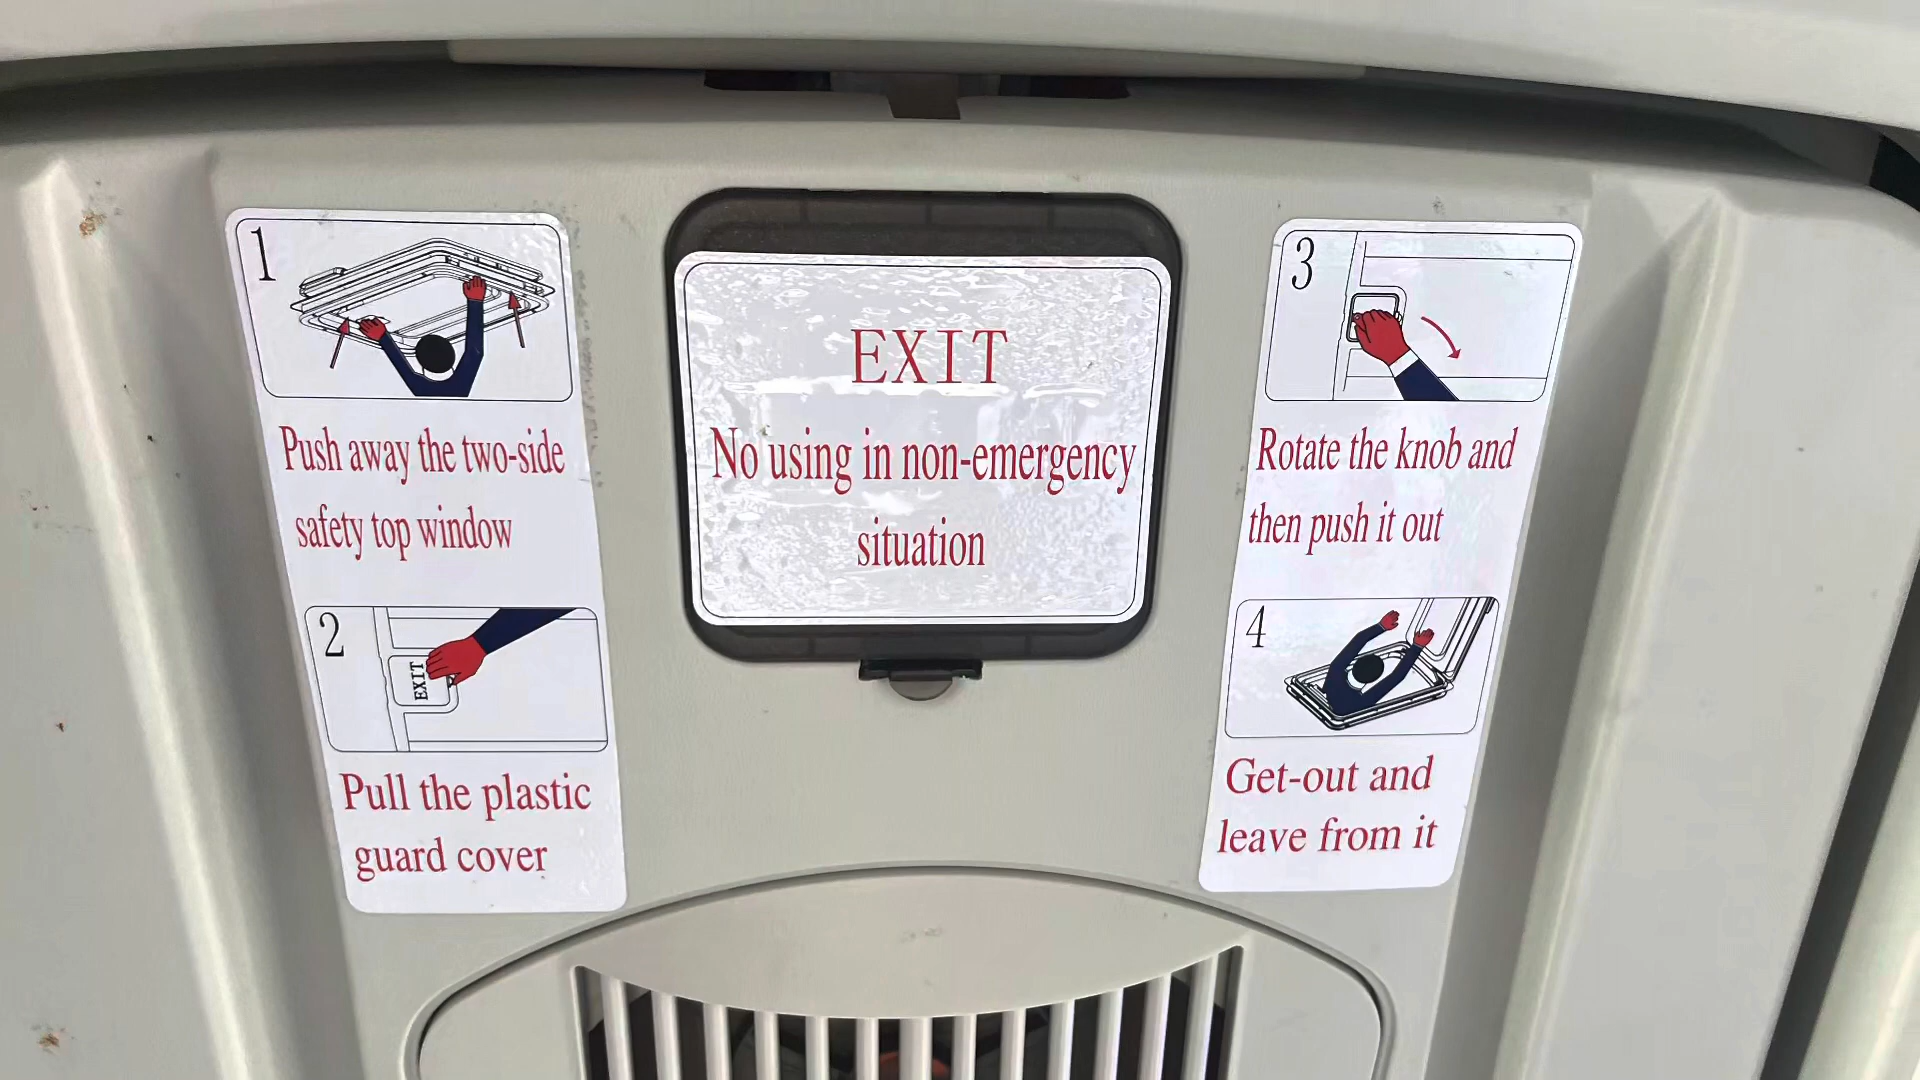 1
Push away the two-side
safety top window
2
EXIT
Pull the plastic
guard cover
EXIT
No using in non-emergency
situation
3
Rotate the knob and
then push it out
4
Get-out and
leave from it